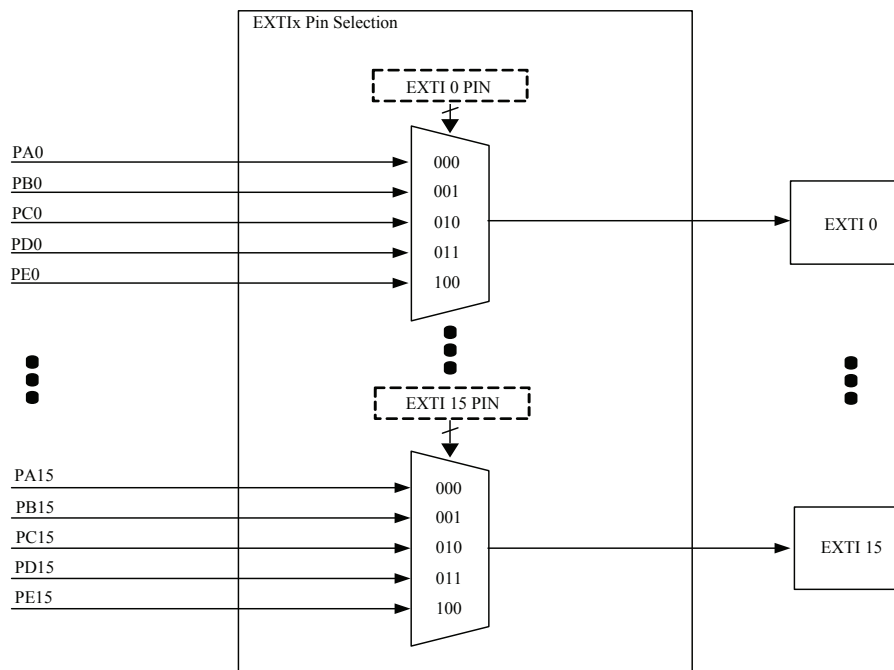 EXTIx Pin Selection
EXTI 0 PIN
PA0
PB0
PC0
PD0
PE0
000
001
010
011
100
EXTI 0
EXTI 15 PIN
PA15
PB15
PC15
PD15
PE15
000
001
010
011
100
EXTI 15